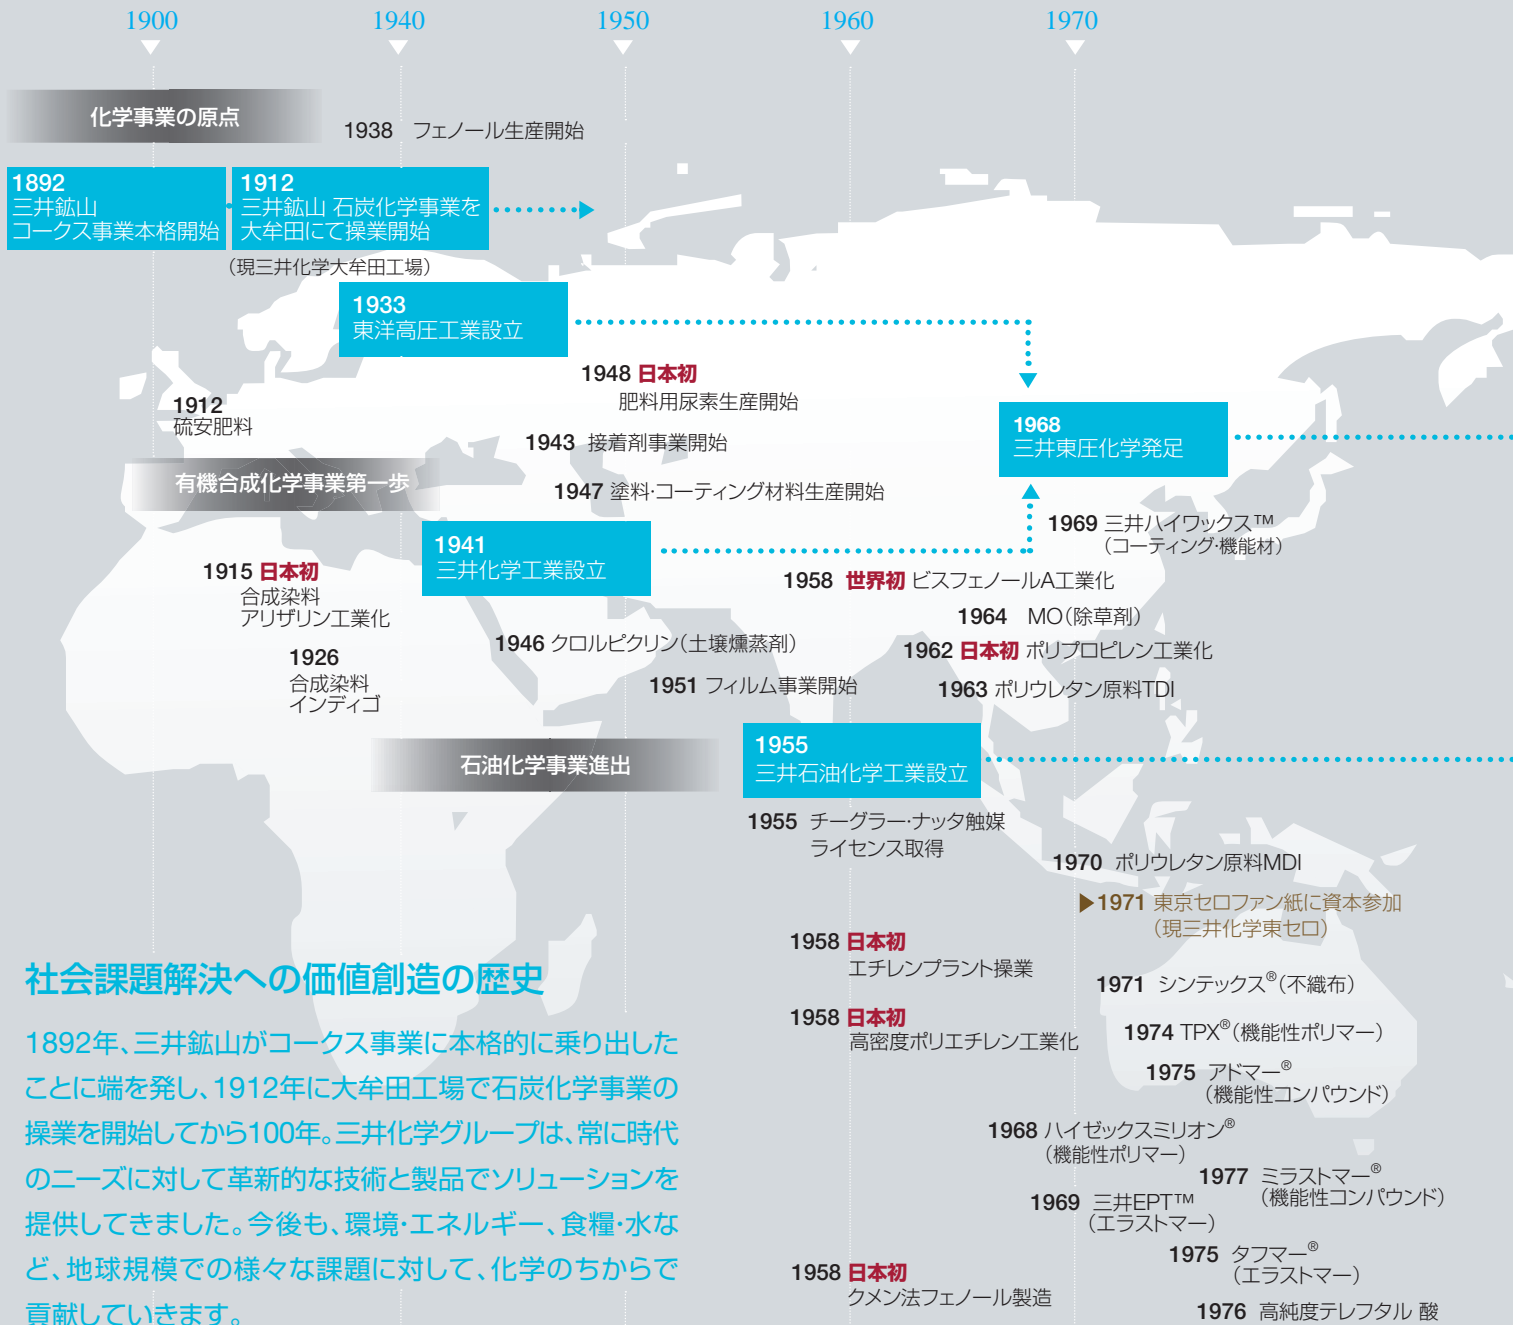 1900
1940
1950
1960
1970
化学事業の原点
1938 フェノール生産開始
1892
三井鉱山
コークス事業本格開始
1912
三井鉱山 石炭化学事業を
大牟田にて操業開始
(現三井化学大牟田工場)
1933
東洋高圧工業設立
1948 日本初
肥料用尿素生産開始
1912
硫安肥料
1943 接着剤事業開始
1968
三井東圧化学発足
有機合成化学事業第一歩
1947 塗料・コーティング材料生産開始
1969 三井ハイワックス™
(コーティング・機能材)
1941
三井化学工業設立
1915 日本初
合成染料
アリザリン工業化
1958 世界初 ビスフェノールA工業化
1964 MO(除草剤)
1946 クロルピクリン(土壌燻蒸剤)
1962 日本初 ポリプロピレン工業化
1926
合成染料
インディゴ
1951 フィルム事業開始
1963 ポリウレタン原料TDI
石油化学事業進出
1955
三井石油化学工業設立
1955 チーグラー・ナッタ触媒
ライセンス取得
1970 ポリウレタン原料MDI
▶1971 東京セロファン紙に資本参加
(現三井化学東セロ)
1958 日本初
エチレンプラント操業
1971 シンテックス®(不織布)
1958 日本初
高密度ポリエチレン工業化
1974 TPX®(機能性ポリマー)
1975 アドマー®
(機能性コンパウンド)
1968 ハイゼックスミリオン®
(機能性ポリマー)
1977 ミラストマー®
(機能性コンパウンド)
1969 三井EPT™
(エラストマー)
1975 タフマー®
(エラストマー)
1958 日本初
クメン法フェノール製造
1976 高純度テレフタル 酸
社会課題解決への価値創造の歴史
1892年、三井鉱山がコークス事業に本格的に乗り出した
ことに端を発し、1912年に大牟田工場で石炭化学事業の
操業を開始してから100年。三井化学グループは、常に時代
のニーズに対して革新的な技術と製品でソリューションを
提供してきました。今後も、環境・エネルギー、食糧・水な
ど、地球規模での様々な課題に対して、化学のちからで
貢献していきます。